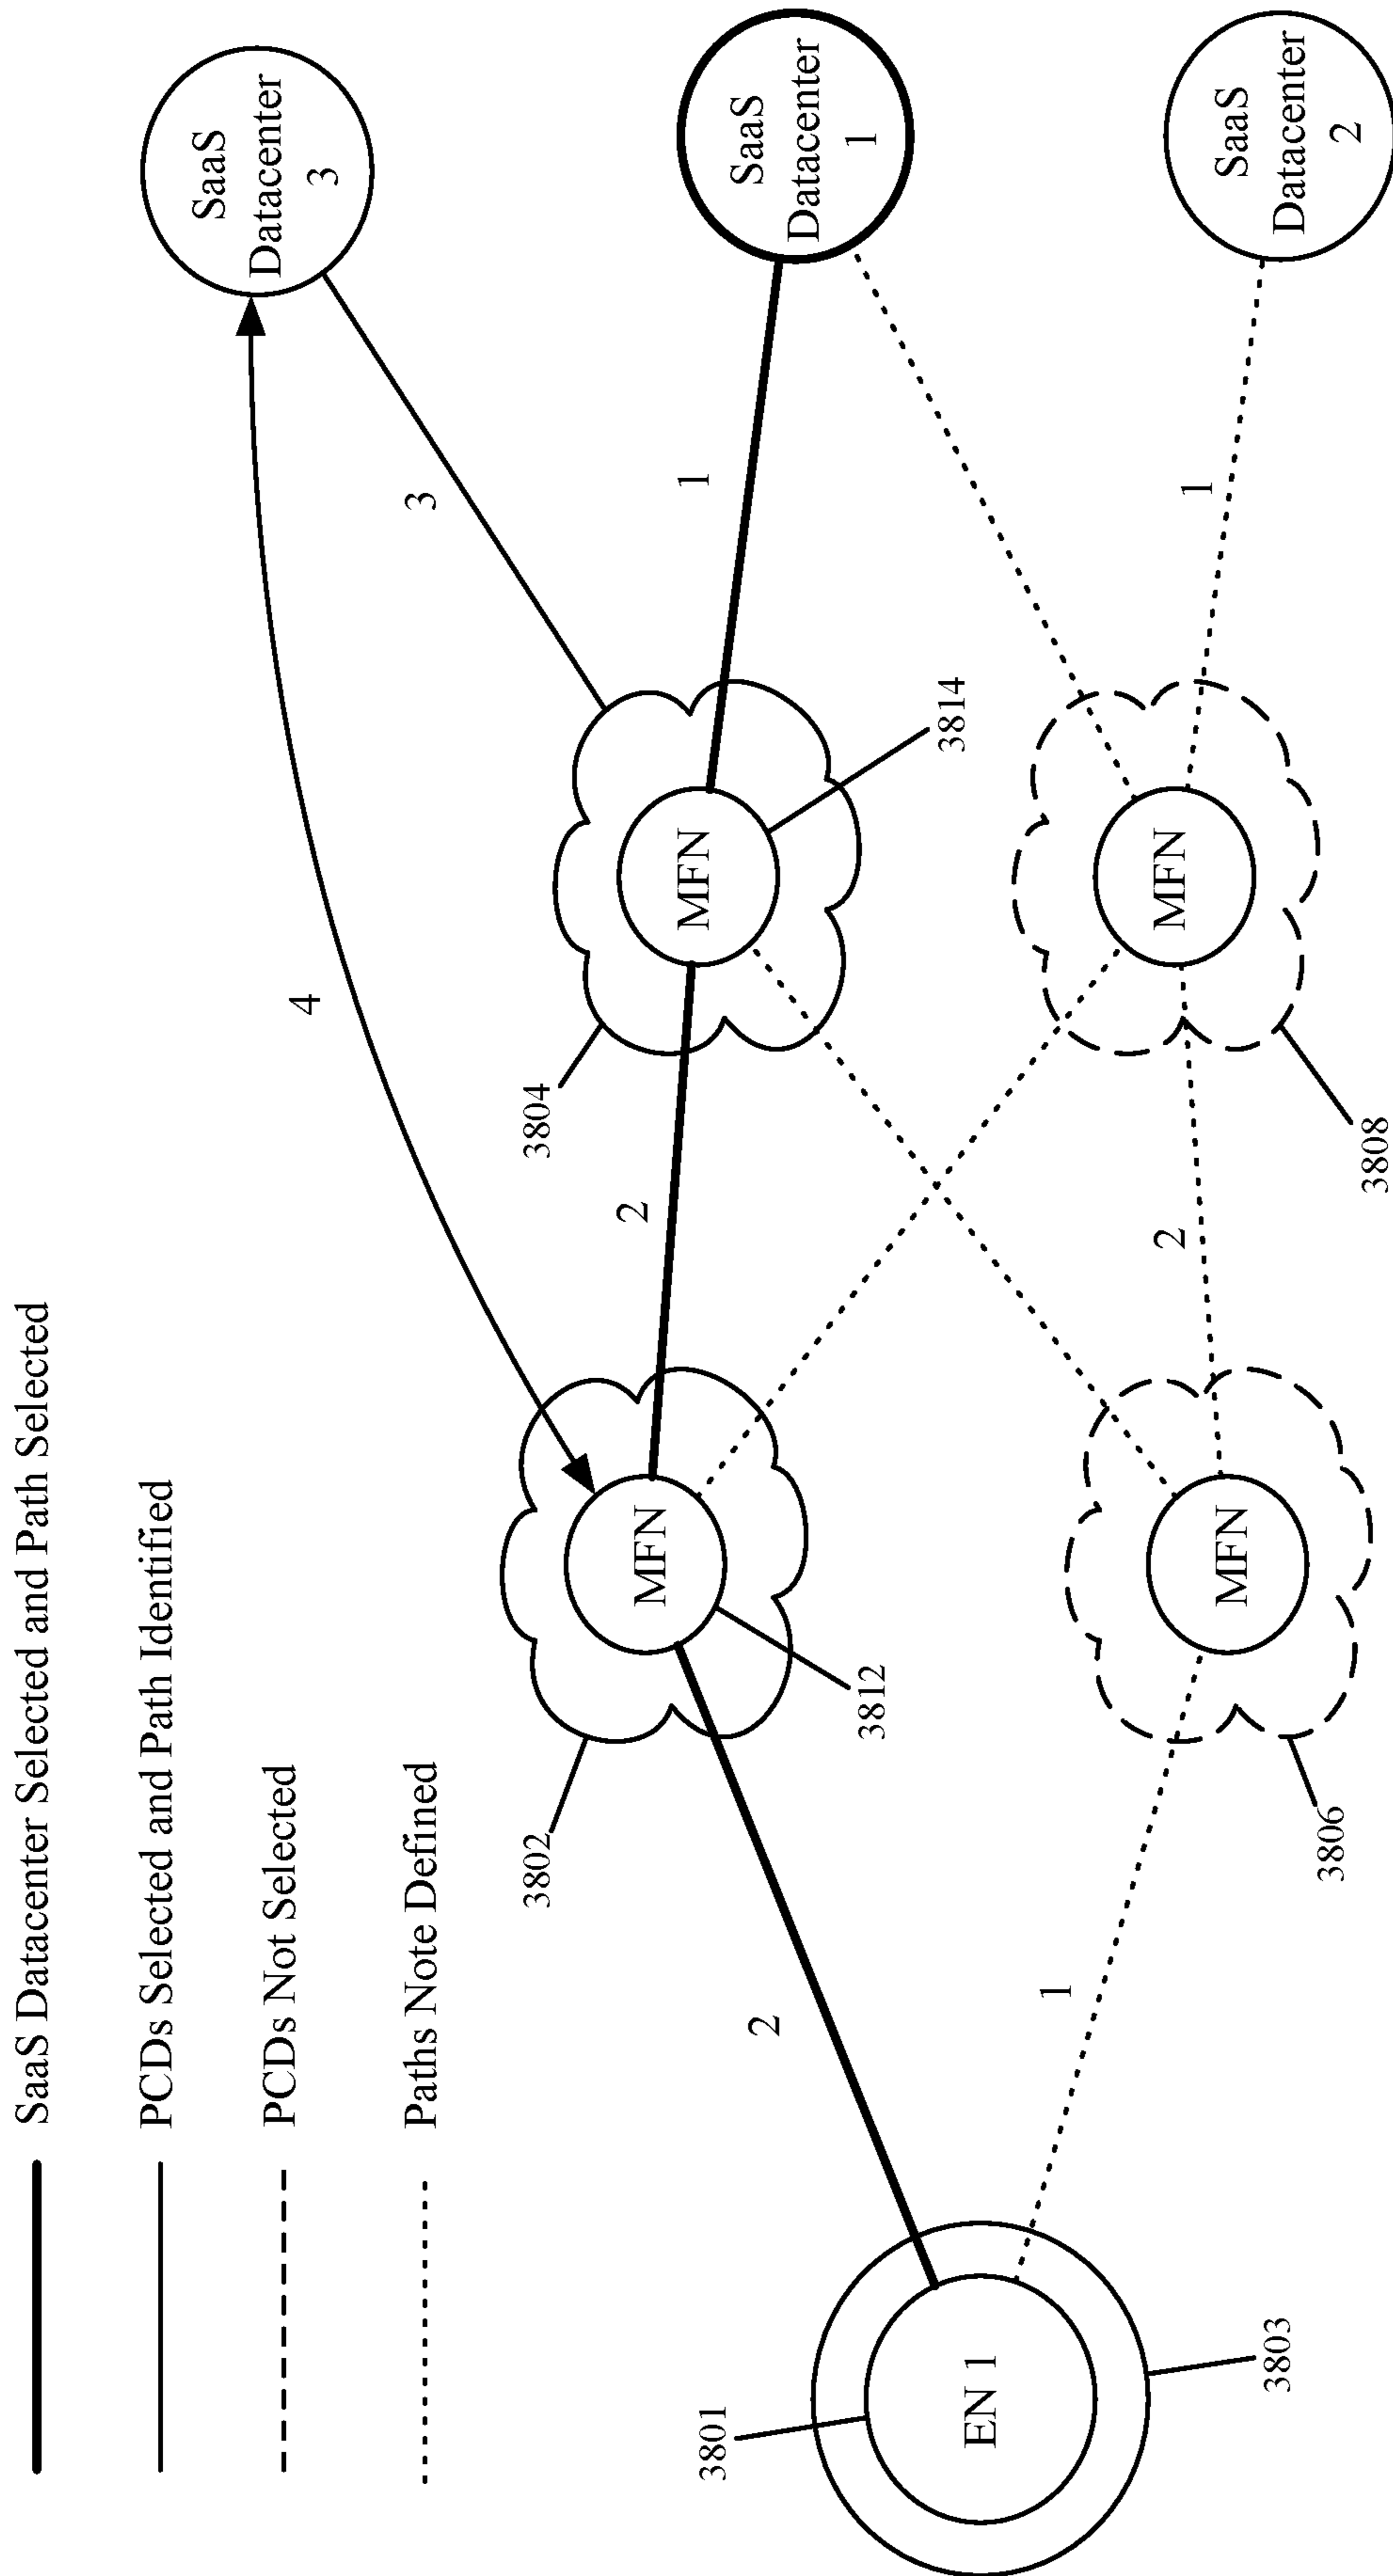 SaaS Datacenter Selected and Path Selected
PCDs Selected and Path Identified
PCDs Not Selected
Paths Note Defined
SaaS
Datacenter
3
4
3
3802
MFN
3812
2
3804
MFN
3814
1
SaaS
Datacenter
1
2
3801
EN 1
3803
1
MFN
3806
2
MFN
3808
1
SaaS
Datacenter
2